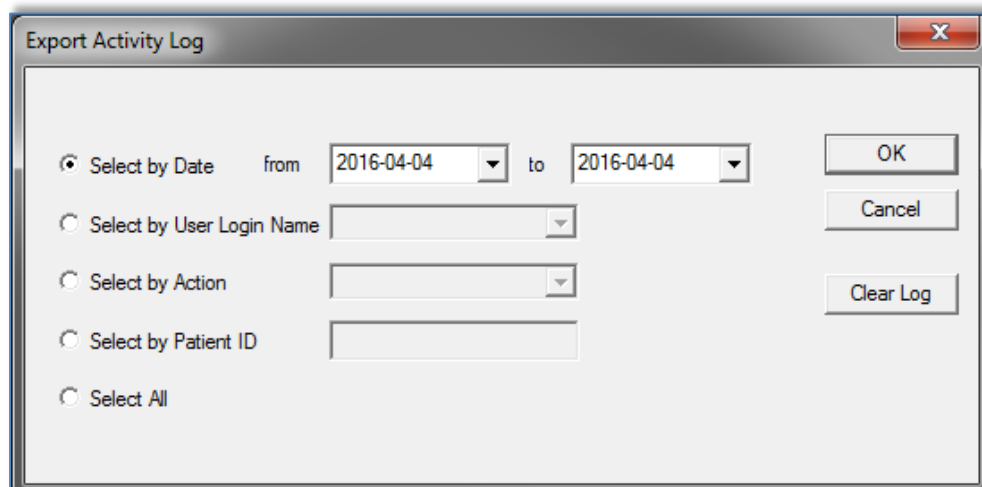 Export Activity Log
Select by Date from 2016-04-04 to 2016-04-04 OK
Select by User Login Name Cancel
Select by Action Clear Log
Select by Patient ID
Select All